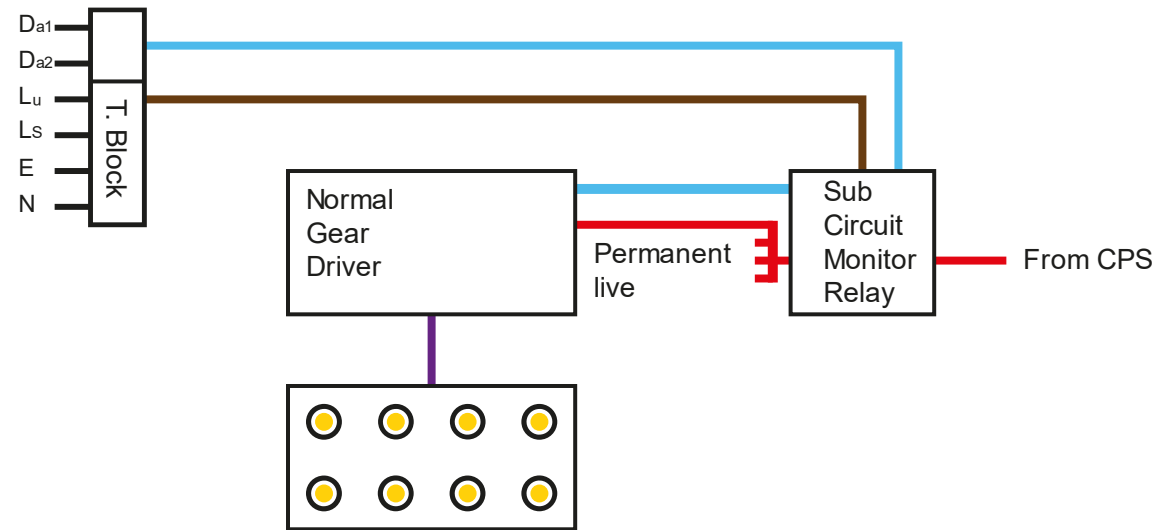 Da1
Da2
Lu
LS
E
N
T. Block
Normal
Gear
Driver
Permanent
live
Sub
Circuit
Monitor
Relay
From CPS